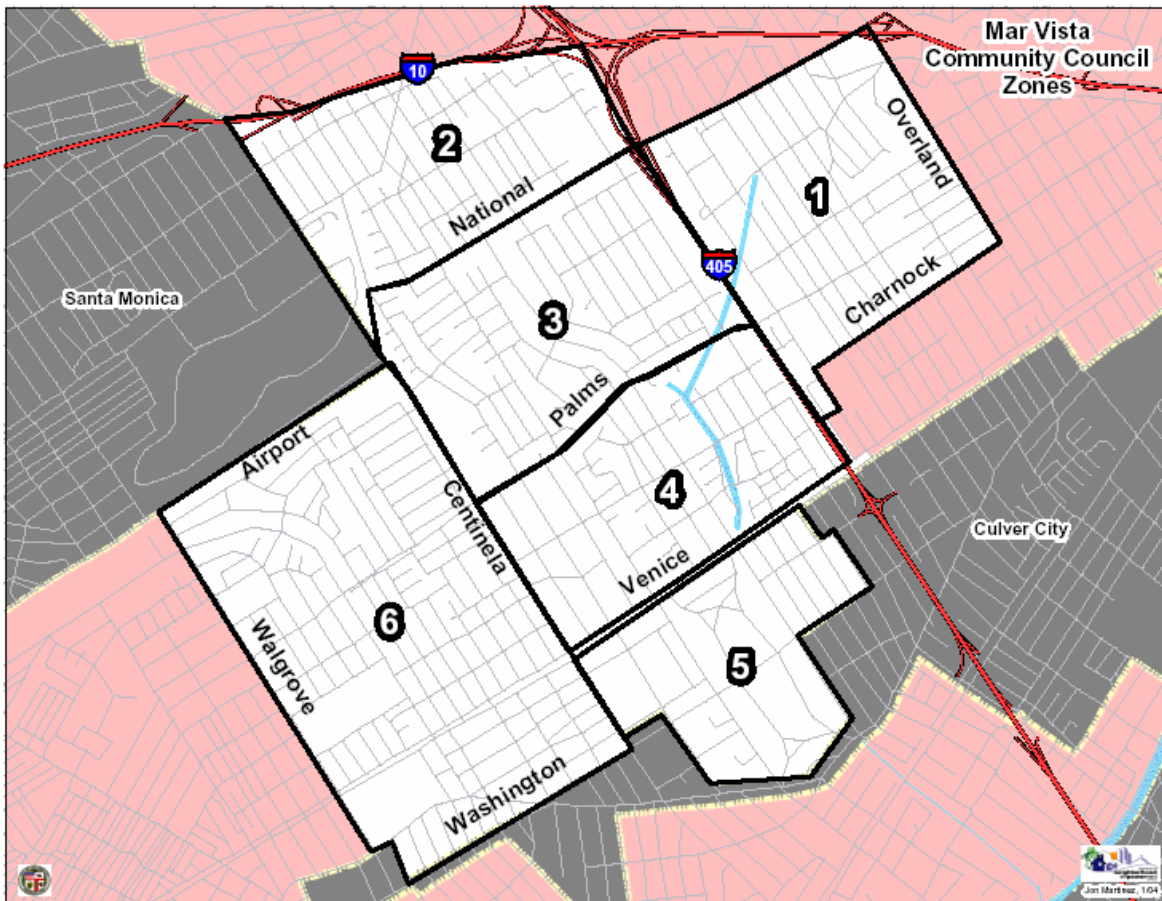 Mar Vista
Community Council
Zones
10
2
Overland
National
1
405
Santa Monica
Charnock
3
Palms
Airport
Centinela
4
Culver City
Venice
6
Walgrove
5
Washington
Jon Martinez, 1/04